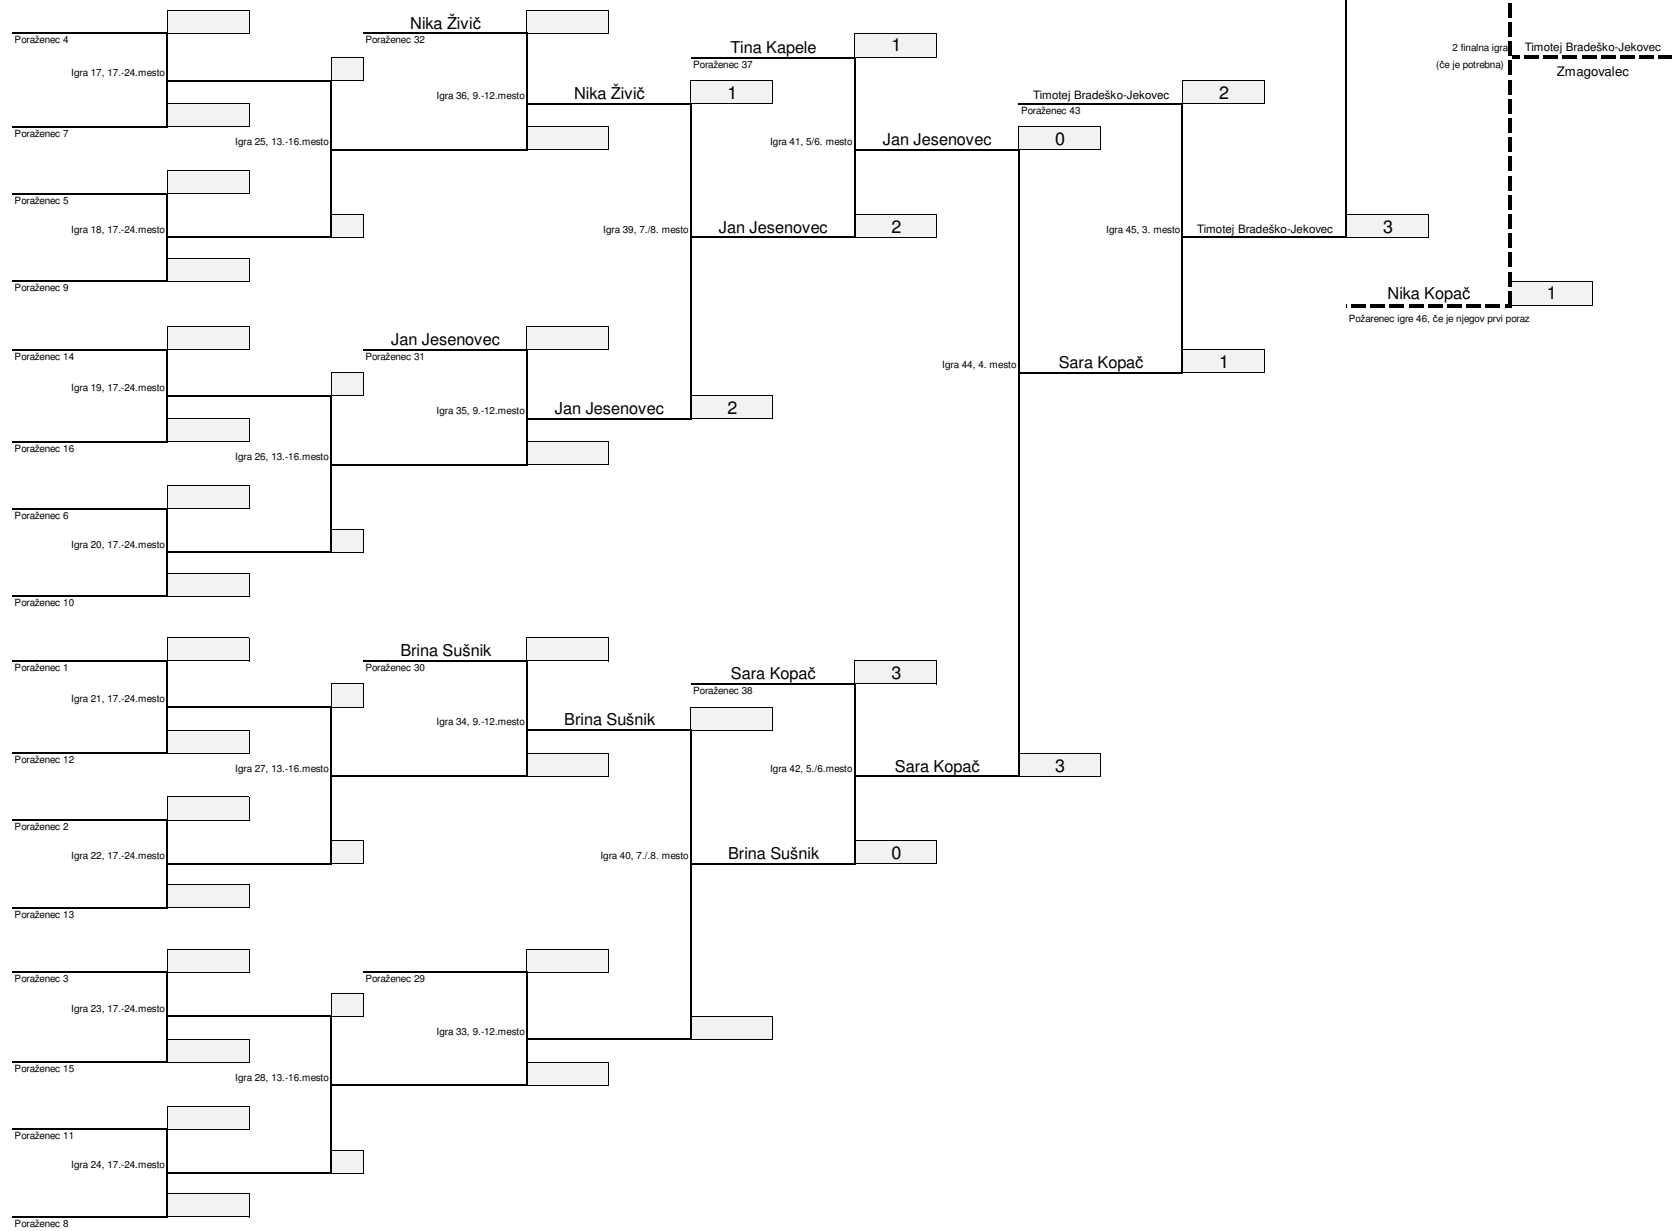 Poraženec 4
Igra 17, 17.-24.mesto
Poraženec 7
Igra 25, 13.-16.mesto
Poraženec 5
Igra 18, 17.-24.mesto
Poraženec 9
Poraženec 14
Igra 19, 17.-24.mesto
Poraženec 16
Igra 26, 13.-16.mesto
Poraženec 6
Igra 20, 17.-24.mesto
Poraženec 10
Poraženec 1
Igra 21, 17.-24.mesto
Poraženec 12
Igra 27, 13.-16.mesto
Poraženec 2
Igra 22, 17.-24.mesto
Poraženec 13
Poraženec 3
Igra 23, 17.-24.mesto
Poraženec 15
Igra 28, 13.-16.mesto
Poraženec 11
Igra 24, 17.-24.mesto
Poraženec 8
Nika Živič
Poraženec 32
Igra 36, 9.-12.mesto
Jan Jesenovec
Poraženec 31
Igra 35, 9.-12.mesto
Brina Sušnik
Poraženec 30
Igra 34, 9.-12.mesto
Poraženec 29
Igra 33, 9.-12.mesto
Nika Živič 1
Igra 39, 7./8. mesto
Jan Jesenovec 2
Brina Sušnik
Igra 40, 7./.8. mesto
Tina Kapele 1
Poraženec 37
Igra 41, 5/6. mesto
Jan Jesenovec 2
Sara Kopač 3
Poraženec 38
Igra 42, 5./6.mesto
Brina Sušnik 0
Jan Jesenovec 0
Igra 44, 4. mesto
Sara Kopač 3
Timotej Bradeško-Jekovec 2
Poraženec 43
Igra 45, 3. mesto
Sara Kopač 1
Timotej Bradeško-Jekovec 3
2 finalna igra
(če je potrebna)
Timotej Bradeško-Jekovec
Zmagovalec
Nika Kopač 1
Požarenec igre 46, če je njegov prvi poraz